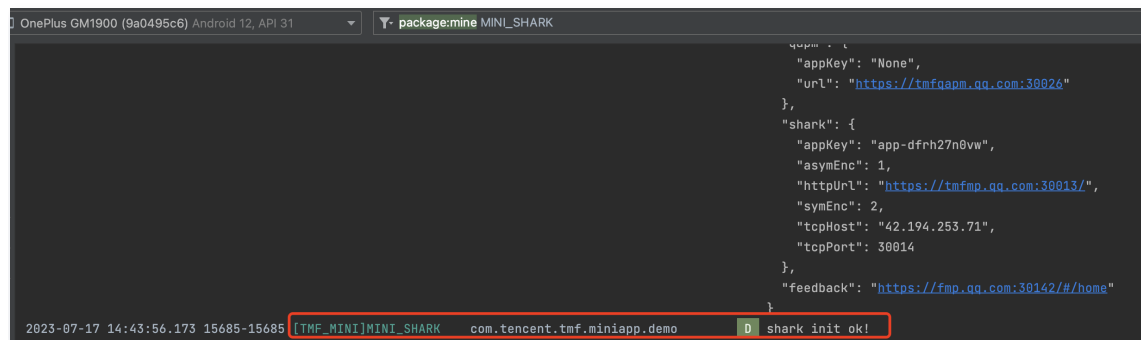 OnePlus GM1900 (9a0495c6) Android 12, API 31 package:mine MINI_SHARK
"qapm": {
"appKey": "None",
"url": "https://tmfqapm.qq.com:30026"
},
"shark": {
"appKey": "app-dfrh27n0vw",
"asymEnc": 1,
"httpUrl": "https://tmfmp.qq.com:30013/",
"symEnc": 2,
"tcpHost": "42.194.253.71",
"tcpPort": 30014
},
"feedback": "https://fmp.qq.com:30142/#/home"
}
2023-07-17 14:43:56.173 15685-15685 [TMF_MINI]MINI_SHARK com.tencent.tmf.miniapp.demo D shark init ok!